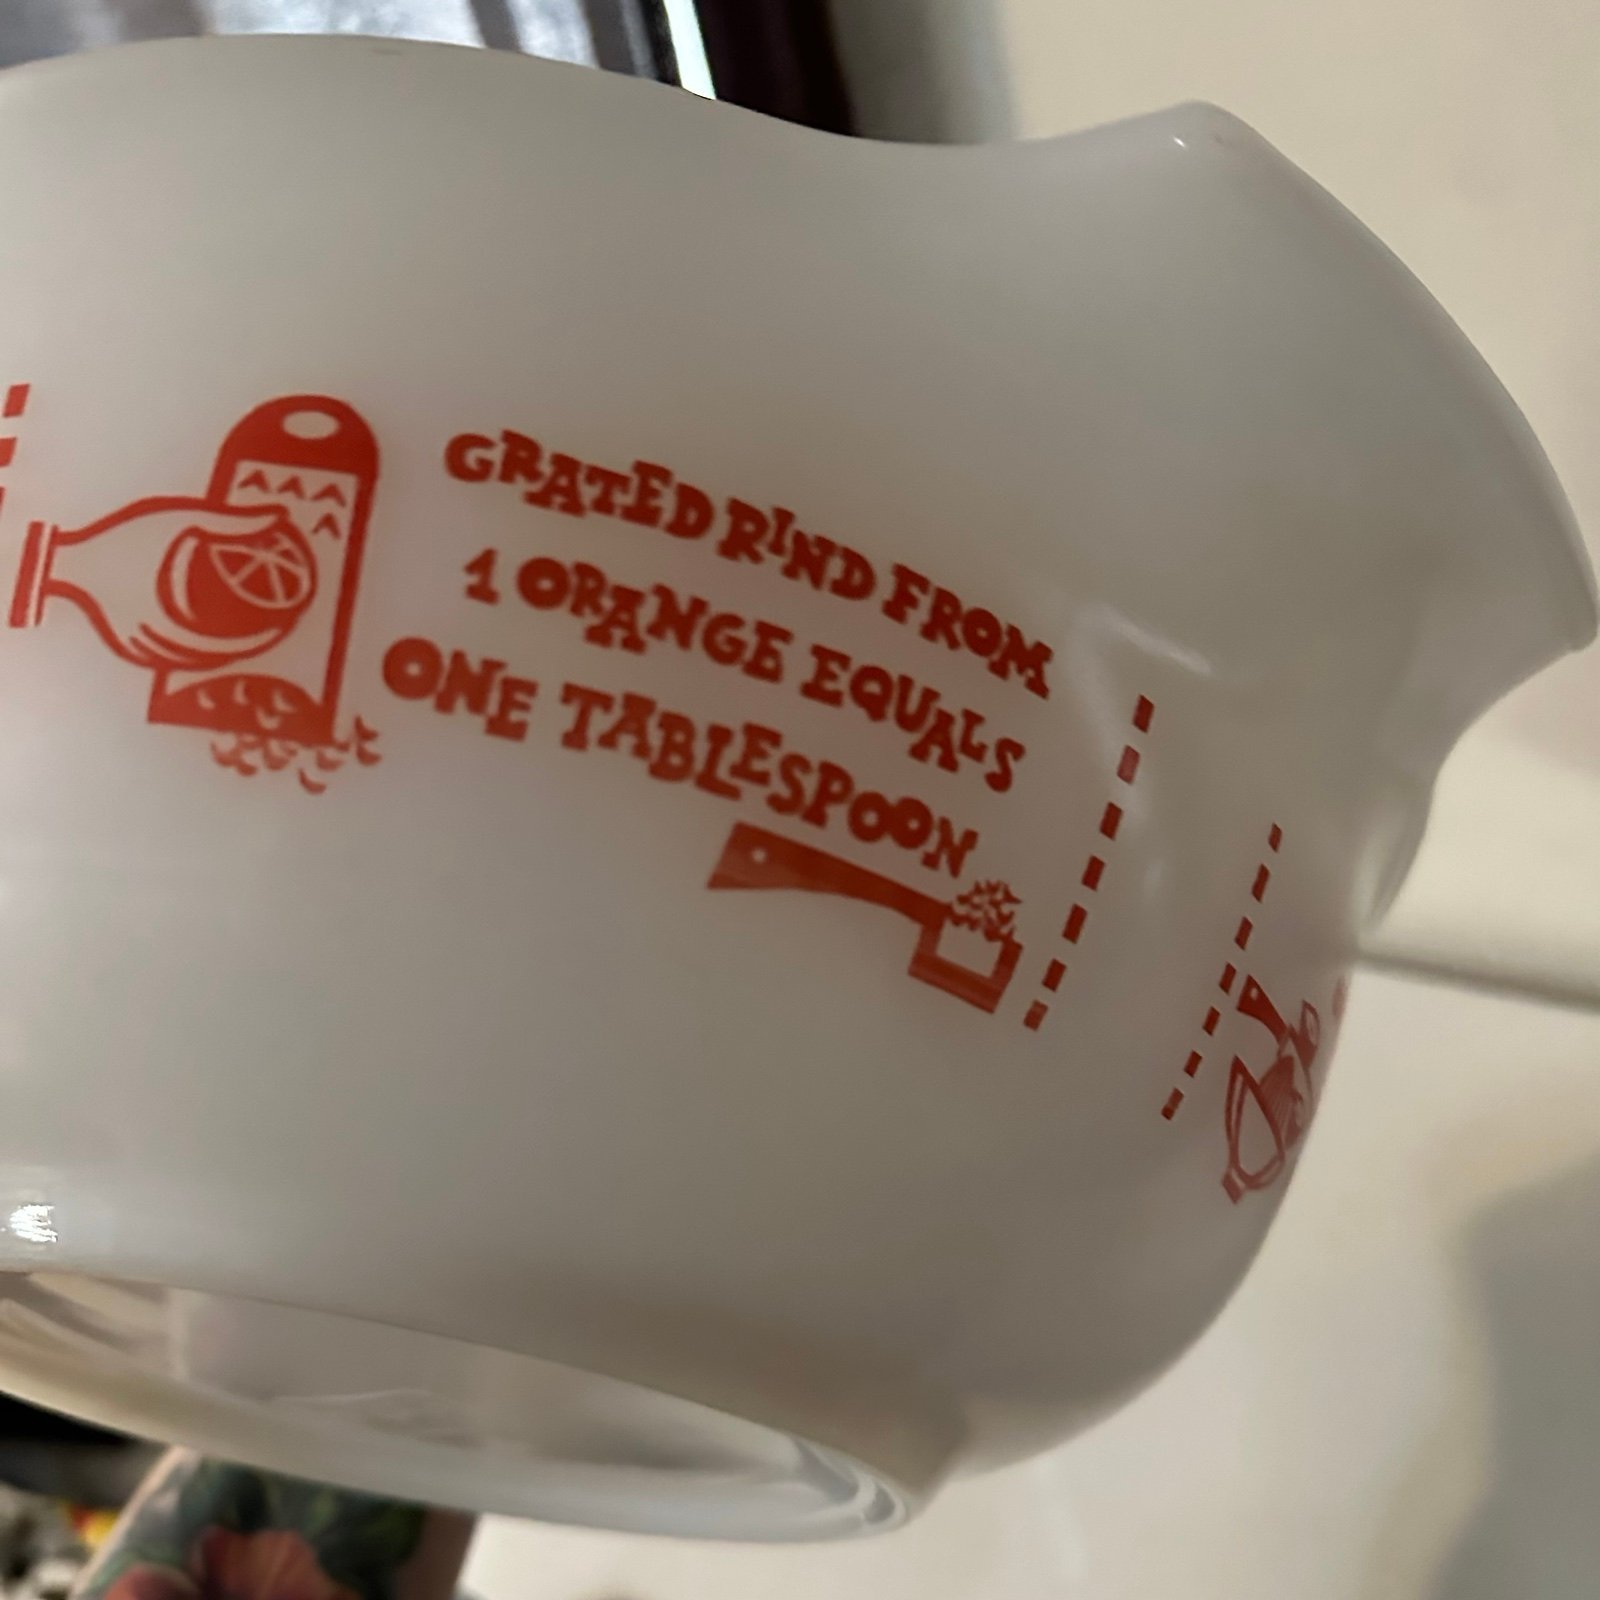 GRATED RIND FROM
1 ORANGE EQUALS
ONE TABLESPOON